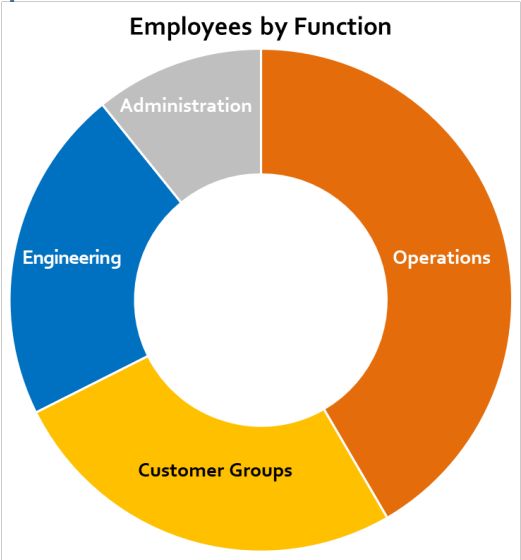 Employees by Function
Administration
Engineering
Operations
Customer Groups